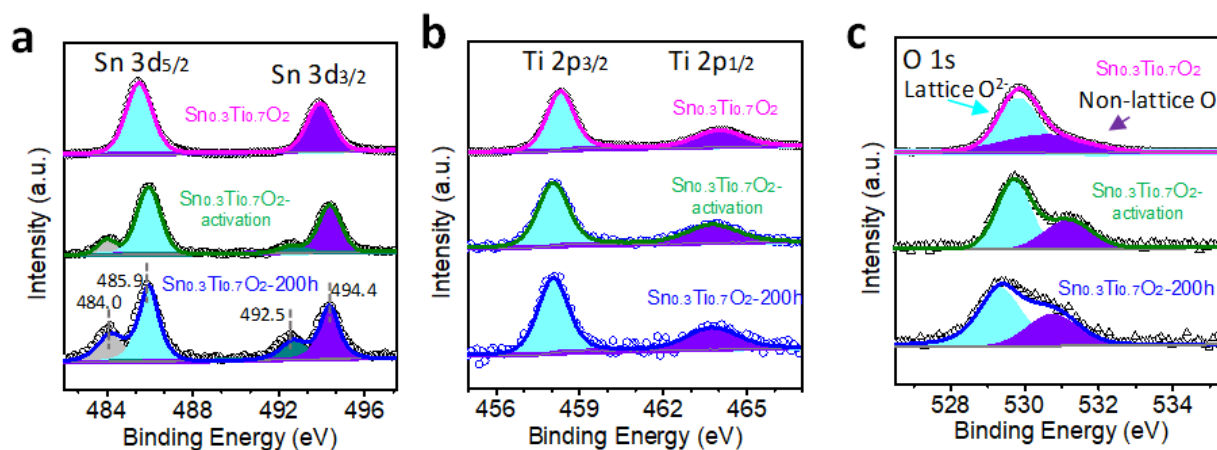 a
Sn 3d5/2
Sn 3d3/2
Sn0.3Ti0.7O2
Sn0.3Ti0.7O2-
activation
Sn0.3Ti0.7O2-200h
485.9
484.0
494.4
492.5
484 488 492 496
Binding Energy (eV)
Intensity (a.u.)
b
Ti 2p3/2
Ti 2p1/2
Sn0.3Ti0.7O2
Sn0.3Ti0.7O2-
activation
Sn0.3Ti0.7O2-200h
456 459 462 465
Binding Energy (eV)
Intensity (a.u.)
c
O 1s
Sn0.3Ti0.7O2
Lattice O2-
Non-lattice O
Sn0.3Ti0.7O2-
activation
Sn0.3Ti0.7O2-200h
528 530 532 534
Binding Energy (eV)
Intensity (a.u.)